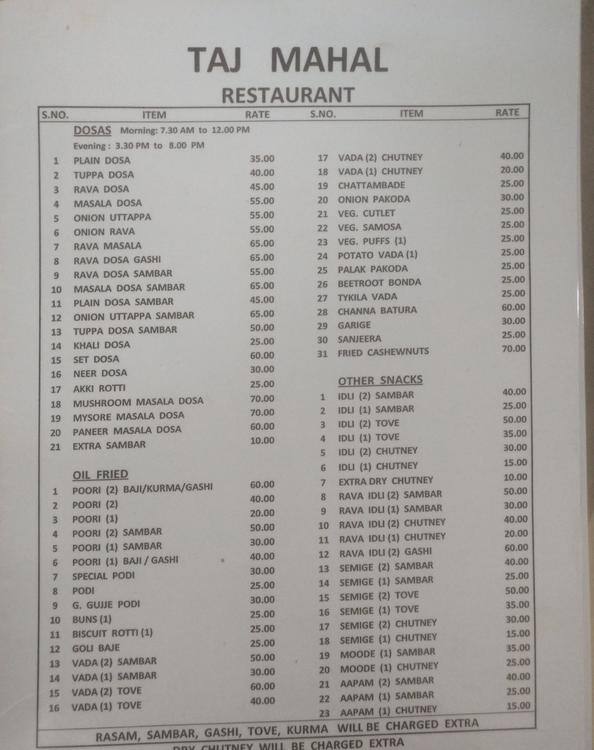 TAJ MAHAL
RESTAURANT
S.NO. ITEM RATE
DOSAS Morning: 7.30 AM to 12.00 PM
Evening : 3.30 PM to 8.00 PM
1 PLAIN DOSA 35.00
2 TUPPA DOSA 40.00
3 RAVA DOSA 45.00
4 MASALA DOSA 55.00
5 ONION UTTAPPA 55.00
6 ONION RAVA 55.00
7 RAVA MASALA 65.00
8 RAVA DOSA GASHI 65.00
9 RAVA DOSA SAMBAR 55.00
10 MASALA DOSA SAMBAR 65.00
11 PLAIN DOSA SAMBAR 45.00
12 ONION UTTAPPA SAMBAR 65.00
13 TUPPA DOSA SAMBAR 50.00
14 KHALI DOSA 25.00
15 SET DOSA 60.00
16 NEER DOSA 30.00
17 AKKI ROTTI 25.00
18 MUSHROOM MASALA DOSA 70.00
19 MYSORE MASALA DOSA 70.00
20 PANEER MASALA DOSA 60.00
21 EXTRA SAMBAR 10.00
OIL FRIED
1 POORI (2) BAJI/KURMA/GASHI 60.00
2 POORI (2) 40.00
3 POORI (1) 20.00
4 POORI (2) SAMBAR 50.00
5 POORI (1) SAMBAR 30.00
6 POORI (1) BAJI / GASHI 40.00
7 SPECIAL PODI 30.00
8 PODI 25.00
9 G. GUJJE PODI 30.00
10 BUNS (1) 25.00
11 BISCUIT ROTTI (1) 25.00
12 GOLI BAJE 25.00
13 VADA (2) SAMBAR 50.00
14 VADA (1) SAMBAR 30.00
15 VADA (2) TOVE 60.00
16 VADA (1) TOVE 40.00
S.NO. ITEM RATE
17 VADA (2) CHUTNEY 40.00
18 VADA (1) CHUTNEY 20.00
19 CHATTAMBADE 25.00
20 ONION PAKODA 30.00
21 VEG. CUTLET 25.00
22 VEG. SAMOSA 25.00
23 VEG. PUFFS (1) 25.00
24 POTATO VADA (1) 25.00
25 PALAK PAKODA 25.00
26 BEETROOT BONDA 25.00
27 TYKILA VADA 25.00
28 CHANNA BATURA 60.00
29 GARIGE 30.00
30 SANJEERA 25.00
31 FRIED CASHEWNUTS 70.00
OTHER SNACKS
1 IDLI (2) SAMBAR 40.00
2 IDLI (1) SAMBAR 25.00
3 IDLI (2) TOVE 50.00
4 IDLI (1) TOVE 35.00
5 IDLI (2) CHUTNEY 30.00
6 IDLI (1) CHUTNEY 15.00
7 EXTRA DRY CHUTNEY 10.00
8 RAVA IDLI (2) SAMBAR 50.00
9 RAVA IDLI (1) SAMBAR 30.00
10 RAVA IDLI (2) CHUTNEY 40.00
11 RAVA IDLI (1) CHUTNEY 20.00
12 RAVA IDLI (2) GASHI 60.00
13 SEMIGE (2) SAMBAR 40.00
14 SEMIGE (1) SAMBAR 25.00
15 SEMIGE (2) TOVE 50.00
16 SEMIGE (1) TOVE 35.00
17 SEMIGE (2) CHUTNEY 30.00
18 SEMIGE (1) CHUTNEY 15.00
19 MOODE (1) SAMBAR 35.00
20 MOODE (1) CHUTNEY 25.00
21 AAPAM (2) SAMBAR 40.00
22 AAPAM (1) SAMBAR 25.00
23 AAPAM (1) CHUTNEY 15.00
RASAM, SAMBAR, GASHI, TOVE, KURMA WILL BE CHARGED EXTRA
DRY CHUTNEY WILL BE CHARGED EXTRA